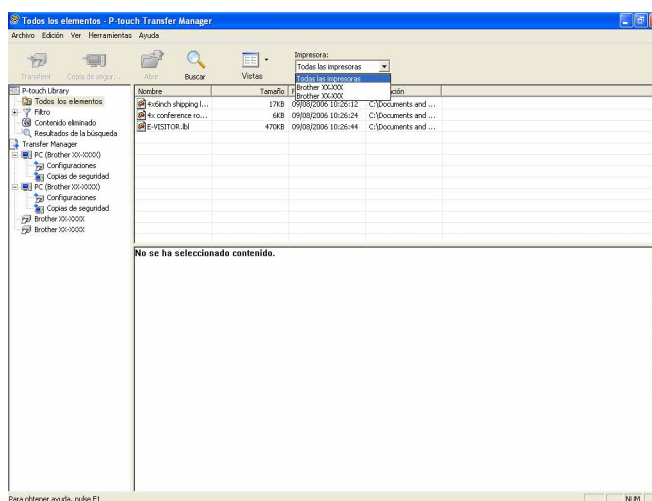 Todos los elementos - P-touch Transfer Manager
Archivo Edición Ver Herramientas Ayuda
Impresora:
Todas las impresoras
Transferir Copia de segur... Abrir Buscar Vistas
Todas las impresoras
Brother XX-XXX
Brother XX-XXX
P-touch Library
Todos los elementos
Filtro
Contenido eliminado
Resultados de la búsqueda
Transfer Manager
PC (Brother XX-XXXX)
Configuraciones
Copias de seguridad
PC (Brother XX-XXXX)
Configuraciones
Copias de seguridad
Brother XX-XXXX
Brother XX-XXXX
Nombre Tamaño F ción
4x6inch shipping l... 17KB 09/08/2006 10:26:12 C:\Documents and ...
4x conference ro... 6KB 09/08/2006 10:26:24 C:\Documents and ...
E-VISITOR.lbl 470KB 09/08/2006 10:26:44 C:\Documents and ...
No se ha seleccionado contenido.
Para obtener ayuda, pulse F1
NUM